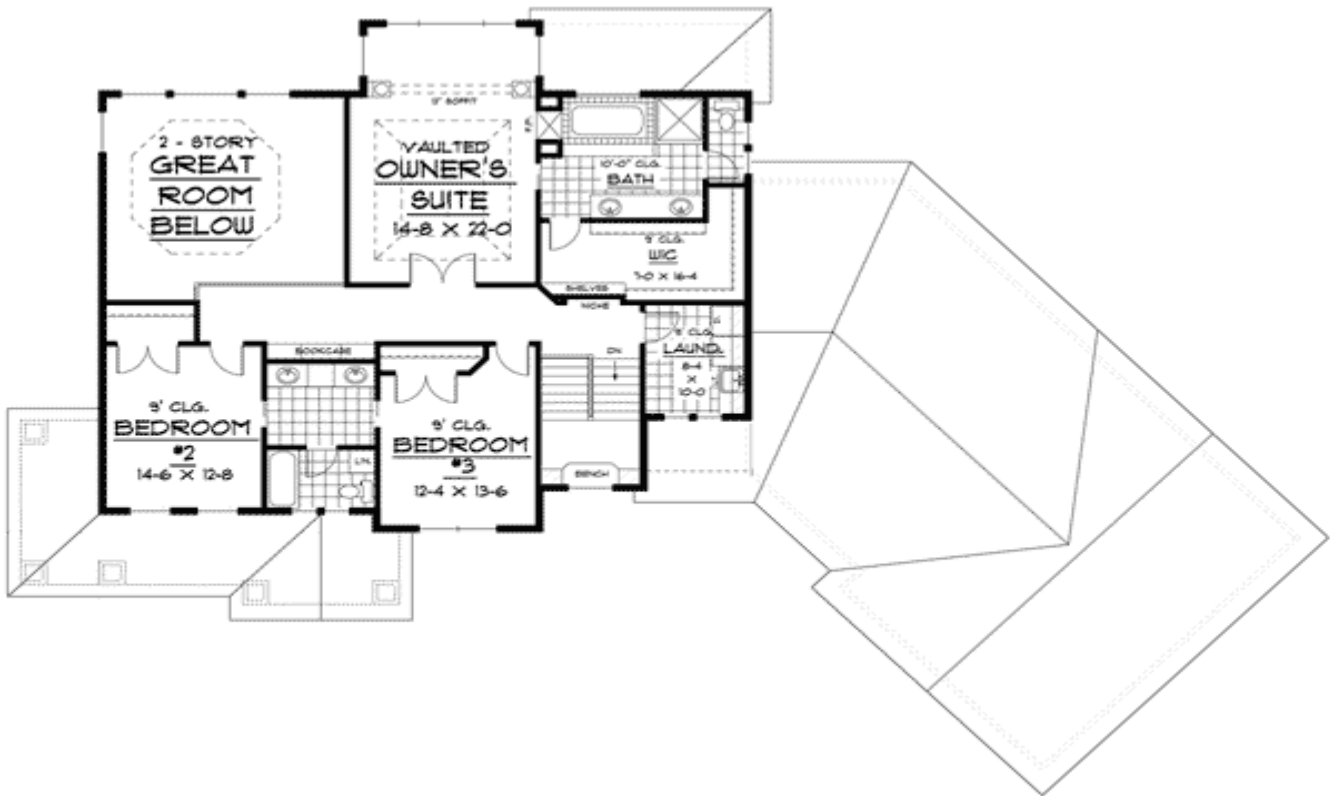 2 - STORY
GREAT
ROOM
BELOW
12" SOFFIT
VAULTED
OWNER'S
SUITE
14-8 X 22-0
F.P.
10'-0" CLG.
BATH
9' CLG.
WIC
7-0 X 16-4
SHELVES
NICHE
BOOKCASE
DN.
9' CLG.
LAUND.
8-4
X
10-0
9' CLG.
BEDROOM
#2
14-6 X 12-8
LIN.
9' CLG.
BEDROOM
#3
12-4 X 13-6
BENCH